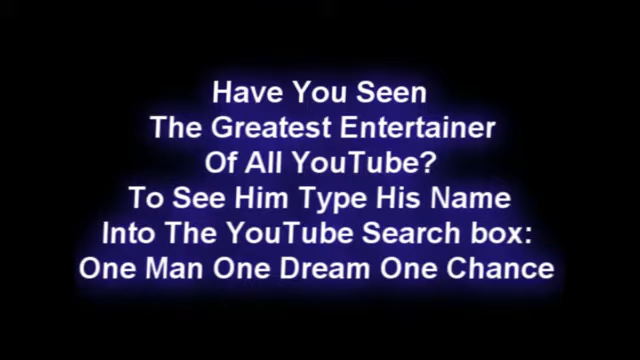 Have You Seen
The Greatest Entertainer
Of All YouTube?
To See Him Type His Name
Into The YouTube Search box:
One Man One Dream One Chance